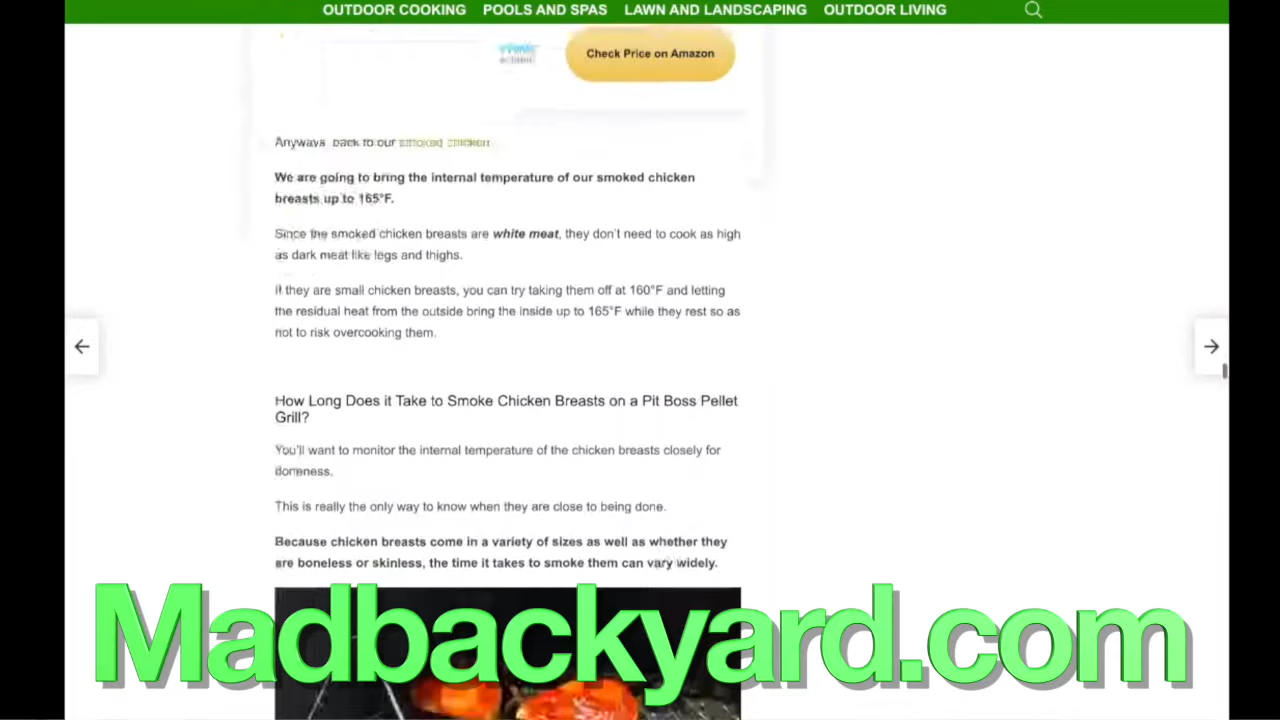 OUTDOOR COOKING POOLS AND SPAS LAWN AND LANDSCAPING OUTDOOR LIVING
Check Price on Amazon
Anyways back to our smoked chicken
We are going to bring the internal temperature of our smoked chicken
breasts up to 165°F.
Since the smoked chicken breasts are white meat, they don't need to cook as high
as dark meat like legs and thighs.
If they are small chicken breasts, you can try taking them off at 160°F and letting
the residual heat from the outside bring the inside up to 165°F while they rest so as
not to risk overcooking them.
How Long Does it Take to Smoke Chicken Breasts on a Pit Boss Pellet
Grill?
You'll want to monitor the internal temperature of the chicken breasts closely for
doneness.
This is really the only way to know when they are close to being done.
Because chicken breasts come in a variety of sizes as well as whether they
are boneless or skinless, the time it takes to smoke them can vary widely.
Madbackyard.com